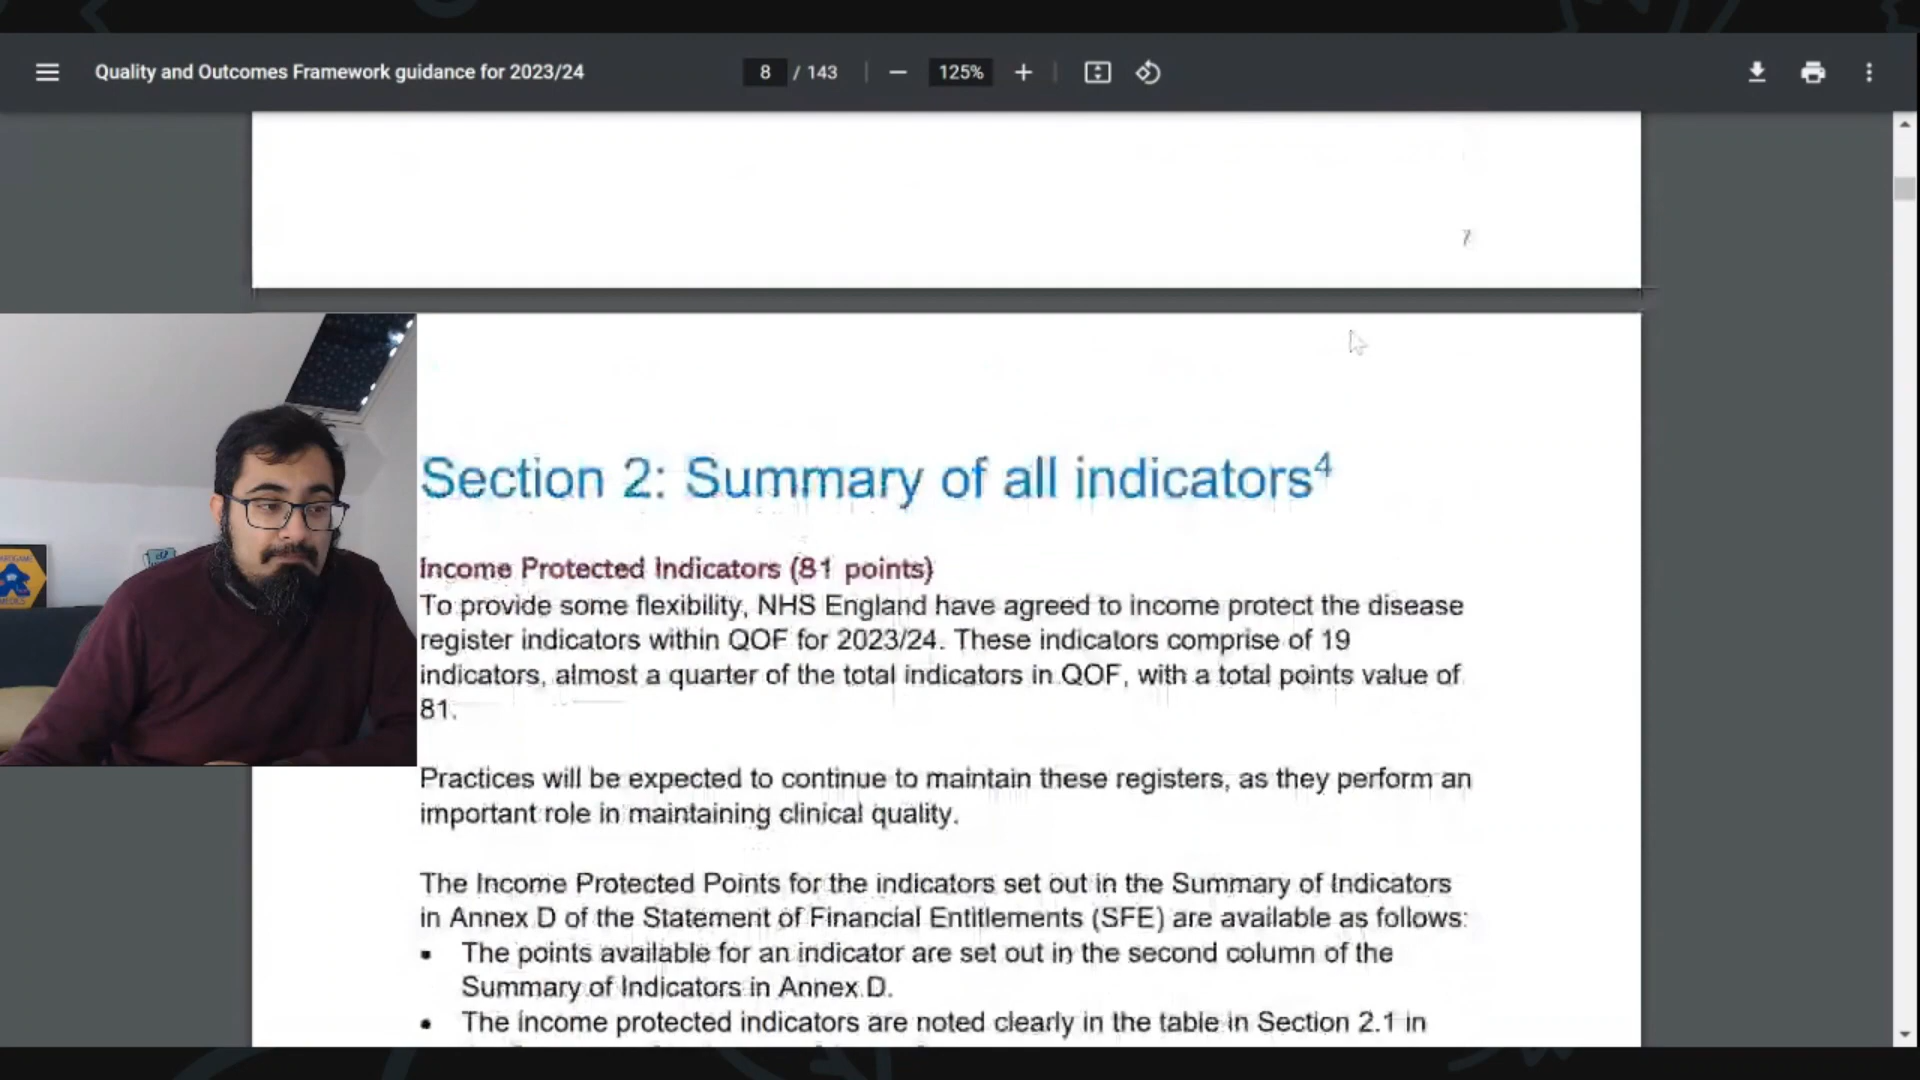 Quality and Outcomes Framework guidance for 2023/24
8 / 143
125%
7
Section 2: Summary of all indicators⁴
Income Protected Indicators (81 points)
To provide some flexibility, NHS England have agreed to income protect the disease
register indicators within QOF for 2023/24. These indicators comprise of 19
indicators, almost a quarter of the total indicators in QOF, with a total points value of
81.
Practices will be expected to continue to maintain these registers, as they perform an
important role in maintaining clinical quality.
The Income Protected Points for the indicators set out in the Summary of Indicators
in Annex D of the Statement of Financial Entitlements (SFE) are available as follows:
▪ The points available for an indicator are set out in the second column of the
Summary of Indicators in Annex D.
• The income protected indicators are noted clearly in the table in Section 2.1 in